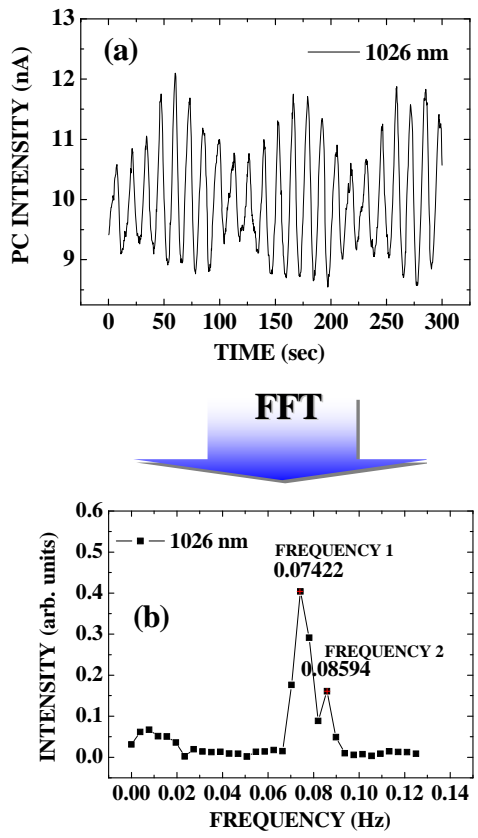 13
(a)
1026 nm
12
11
10
9
PC INTENSITY (nA)
0 50 100 150 200 250 300
TIME (sec)
FFT
0.6
1026 nm
FREQUENCY 1
0.07422
0.5
0.4
(b)
FREQUENCY 2
0.08594
0.3
0.2
0.1
0.0
INTENSITY (arb. units)
0.00 0.02 0.04 0.06 0.08 0.10 0.12 0.14
FREQUENCY (Hz)